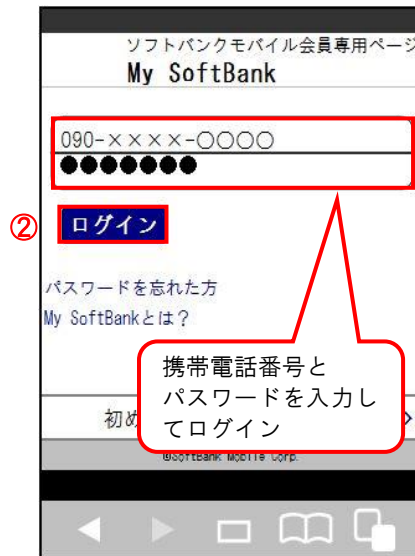 ソフトバンクモバイル会員専用ページ
My SoftBank
090-××××-○○○○
●●●●●●●
②
ログイン
パスワードを忘れた方
My SoftBankとは？
携帯電話番号と
パスワードを入力し
てログイン
初め
©SoftBank Mobile Corp.